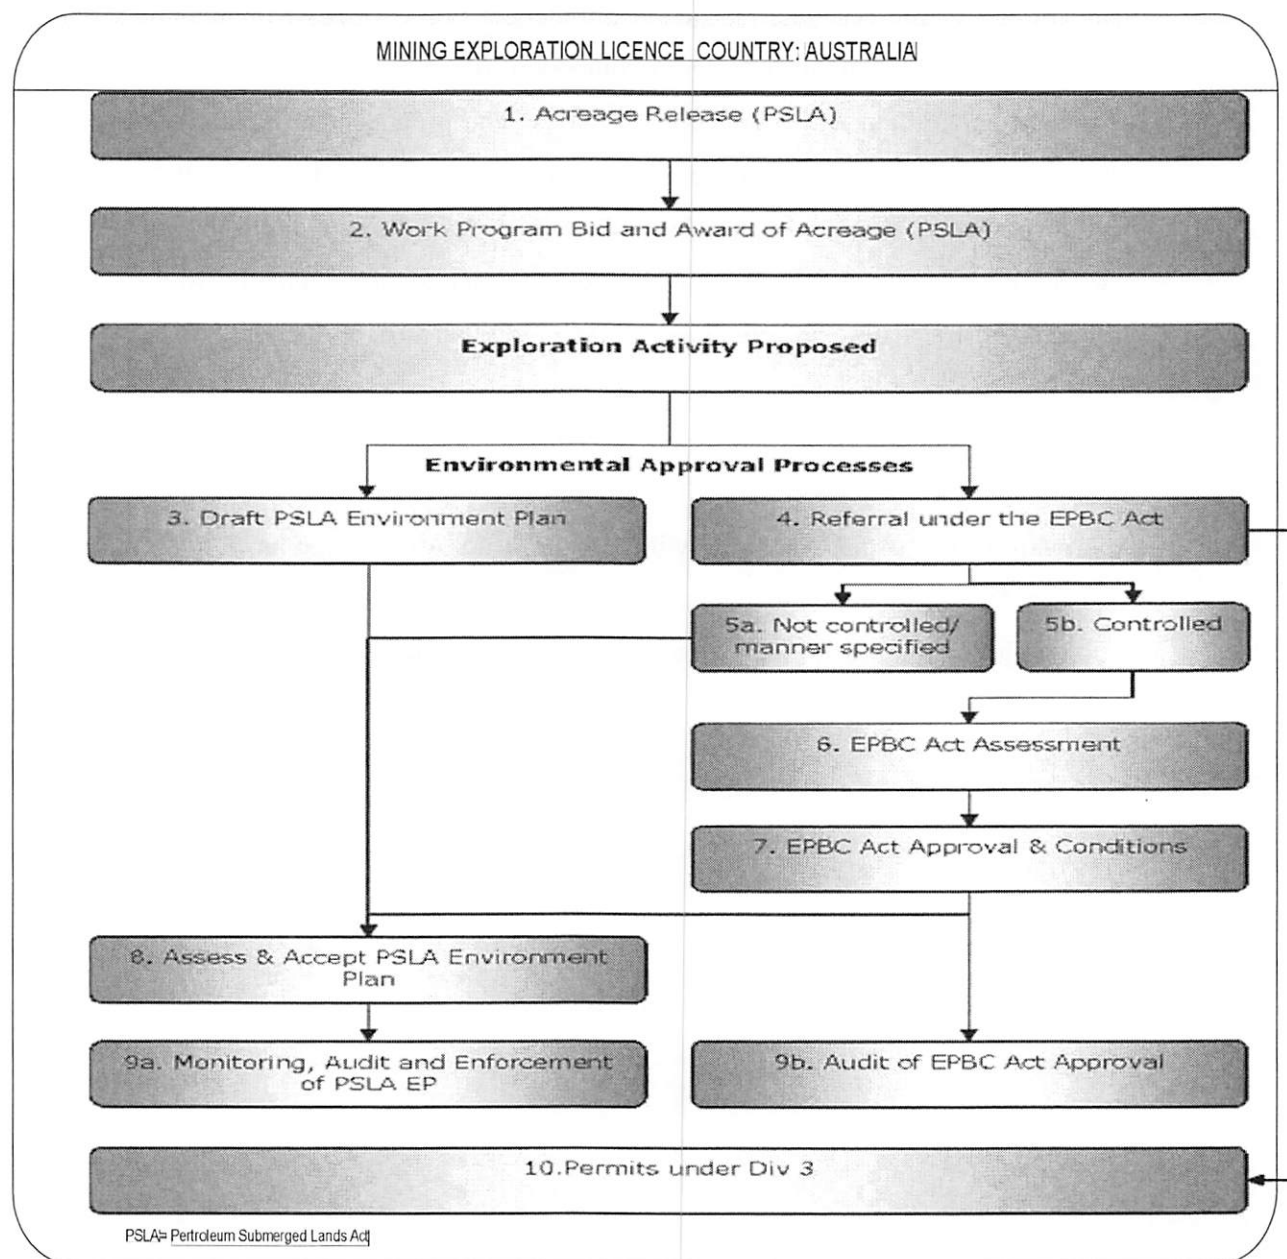 MINING EXPLORATION LICENCE COUNTRY: AUSTRALIA
1. Acreage Release (PSLA)
2. Work Program Bid and Award of Acreage (PSLA)
Exploration Activity Proposed
Environmental Approval Processes
3. Draft PSLA Environment Plan
4. Referral under the EPBC Act
5a. Not controlled/
manner specified
5b. Controlled
6. EPBC Act Assessment
7. EPBC Act Approval & Conditions
8. Assess & Accept PSLA Environment
Plan
9a. Monitoring, Audit and Enforcement
of PSLA EP
9b. Audit of EPBC Act Approval
10.Permits under Div 3
PSLA= Pertroleum Submerged Lands Act